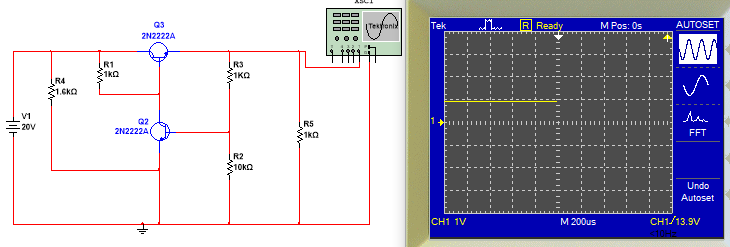 XSC1
Tektronix
Q3
2N2222A
R1
1kΩ
R4
1.6kΩ
R3
1KΩ
Q2
2N2222A
V1
20V
R5
1kΩ
R2
10kΩ
Tek
R Ready
M Pos: 0s
AUTOSET
1
FFT
Undo
Autoset
CH1 1V
M 200us
CH1 / 13.9V